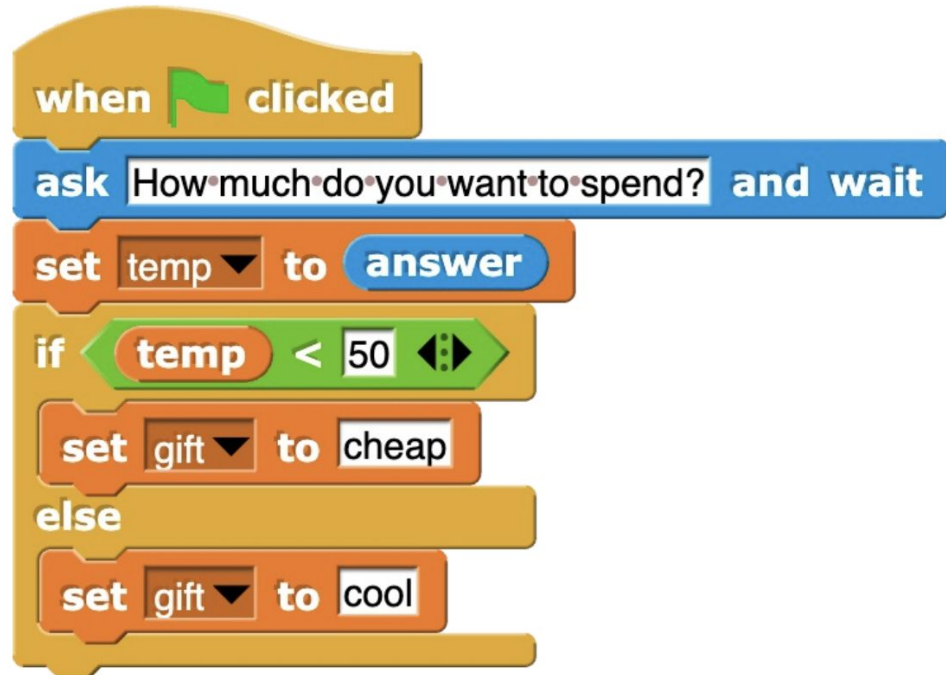 when clicked
ask How much do you want to spend? and wait
set temp to answer
if temp < 50
set gift to cheap
else
set gift to cool